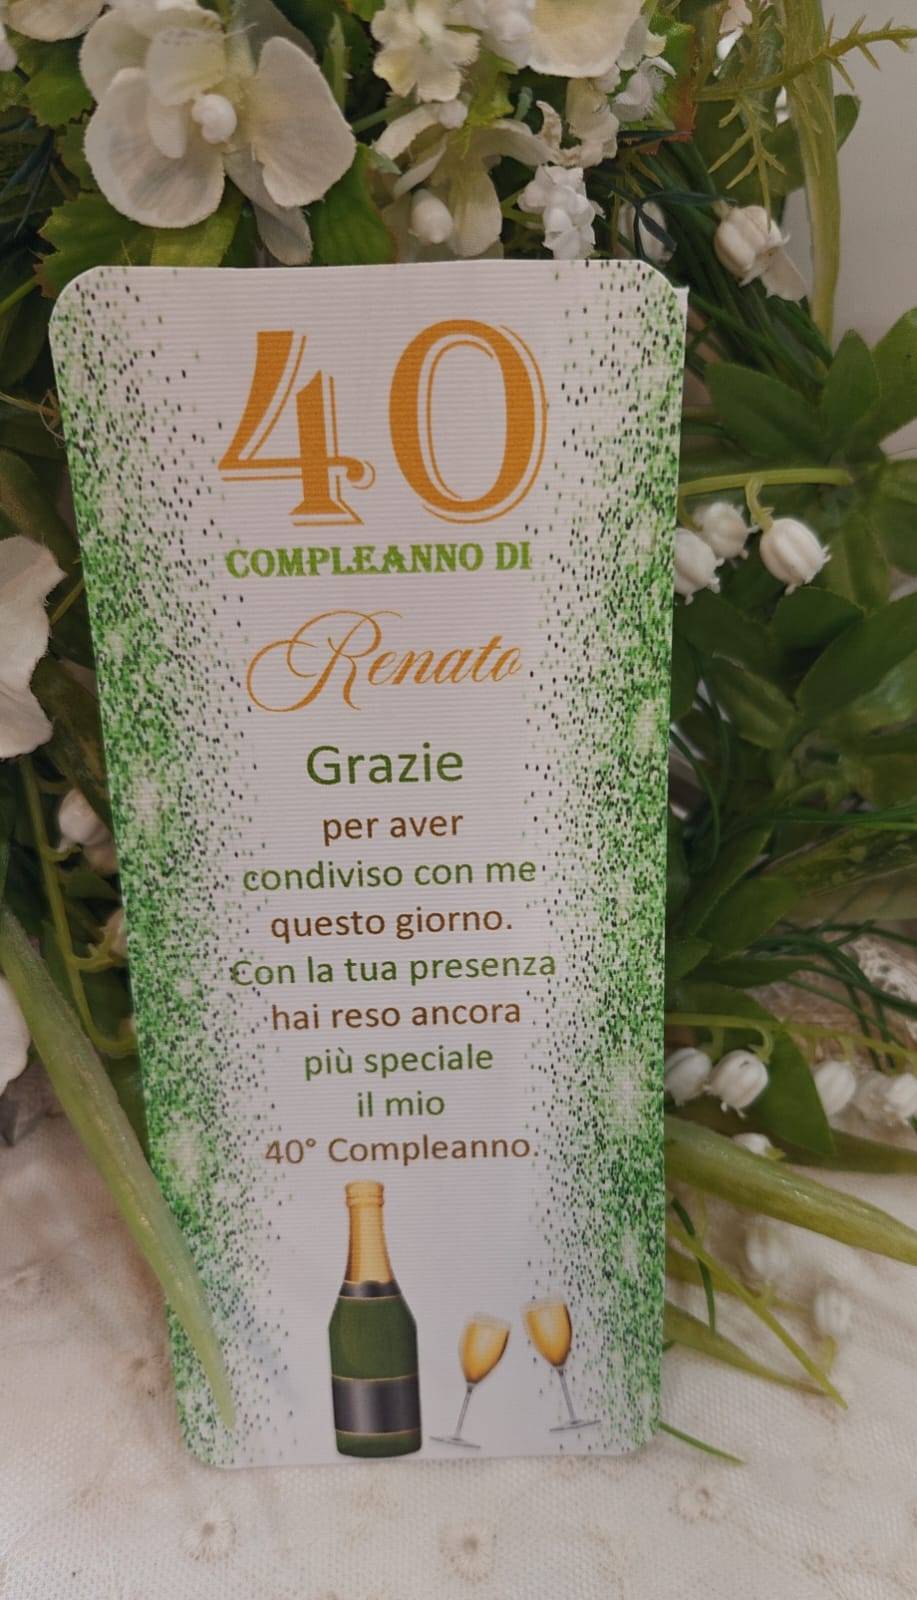 40
COMPLEANNO DI
Renato
Grazie
per aver
condiviso con me
questo giorno.
Con la tua presenza
hai reso ancora
più speciale
il mio
40° Compleanno.